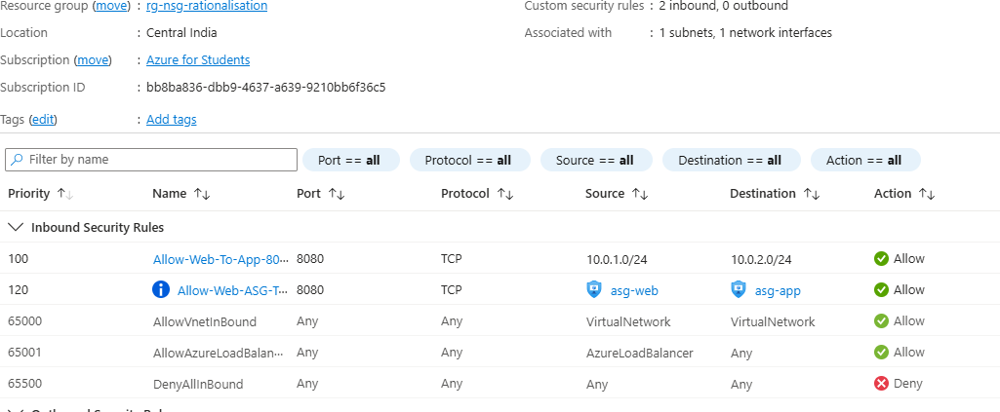 Resource group (move) : rg-nsg-rationalisation Custom security rules : 2 inbound, 0 outbound
Location : Central India Associated with : 1 subnets, 1 network interfaces
Subscription (move) : Azure for Students
Subscription ID : bb8ba836-dbb9-4637-a639-9210bb6f36c5
Tags (edit) : Add tags
Filter by name Port == all Protocol == all Source == all Destination == all Action == all
Priority Name Port Protocol Source Destination Action
Inbound Security Rules
100 Allow-Web-To-App-80... 8080 TCP 10.0.1.0/24 10.0.2.0/24 Allow
120 Allow-Web-ASG-T... 8080 TCP asg-web asg-app Allow
65000 AllowVnetInBound Any Any VirtualNetwork VirtualNetwork Allow
65001 AllowAzureLoadBalan... Any Any AzureLoadBalancer Any Allow
65500 DenyAllInBound Any Any Any Any Deny